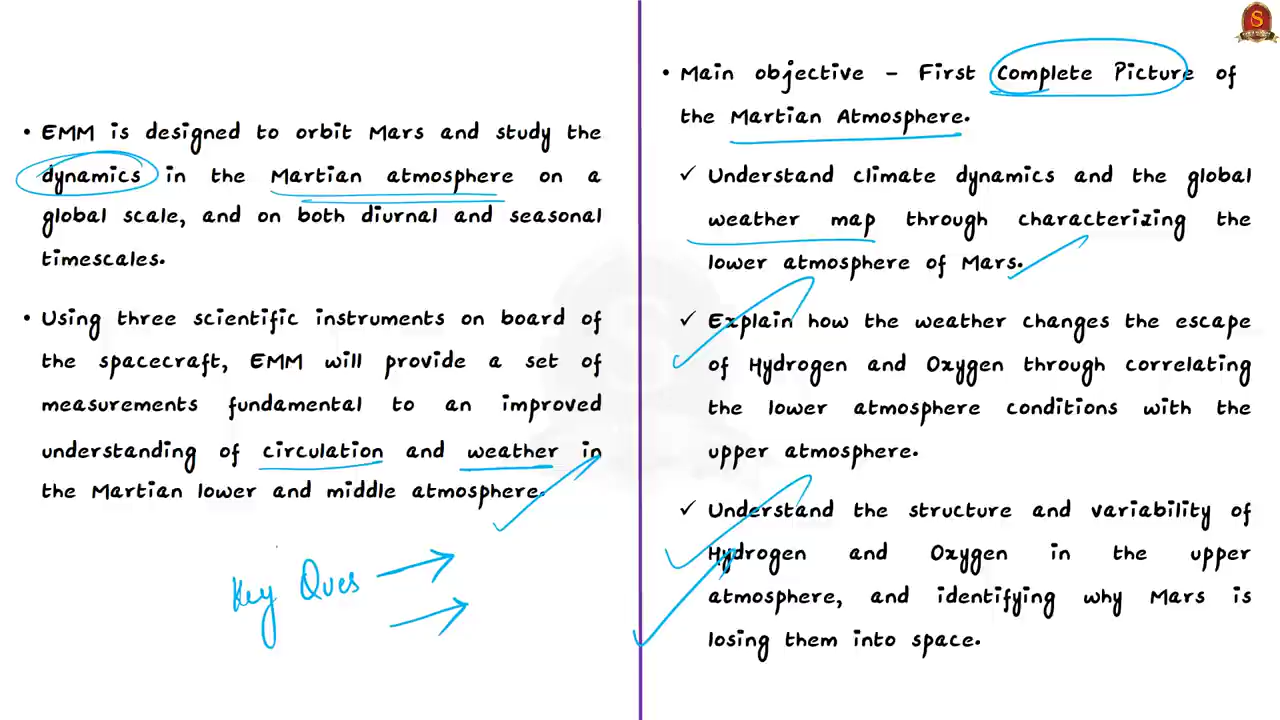 • EMM is designed to orbit Mars and study the
dynamics in the Martian atmosphere on a
global scale, and on both diurnal and seasonal
timescales.
• Using three scientific instruments on board of
the spacecraft, EMM will provide a set of
measurements fundamental to an improved
understanding of circulation and weather in
the Martian lower and middle atmosphere.
Key Ques
• Main objective - First Complete Picture of
the Martian Atmosphere.
✓ Understand climate dynamics and the global
weather map through characterizing the
lower atmosphere of Mars.
✓ Explain how the weather changes the escape
of Hydrogen and Oxygen through correlating
the lower atmosphere conditions with the
upper atmosphere.
✓ Understand the structure and variability of
Hydrogen and Oxygen in the upper
atmosphere, and identifying why Mars is
losing them into space.
S